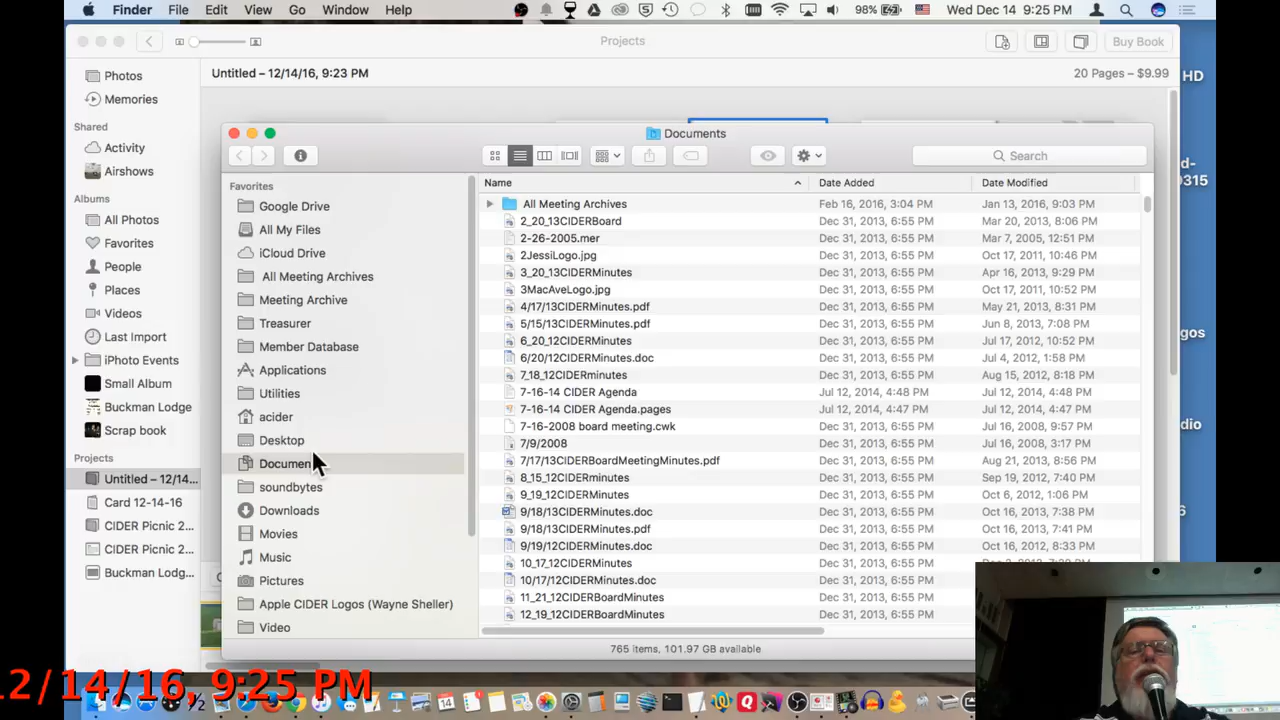 Finder File Edit View Go Window Help 98% Wed Dec 14 9:25 PM
Projects Buy Book
Untitled – 12/14/16, 9:23 PM 20 Pages – $9.99
HD
d-
0315
gos
dio
6
Photos
Memories
Shared
Activity
Airshows
Albums
All Photos
Favorites
People
Places
Videos
Last Import
iPhoto Events
Small Album
Buckman Lodge
Scrap book
Projects
Untitled – 12/14...
Card 12-14-16
CIDER Picnic 2...
CIDER Picnic 2...
Buckman Lodg...
Documents
Search
Favorites
Google Drive
All My Files
iCloud Drive
All Meeting Archives
Meeting Archive
Treasurer
Member Database
Applications
Utilities
acider
Desktop
Documen
soundbytes
Downloads
Movies
Music
Pictures
Apple CIDER Logos (Wayne Sheller)
Video
Name Date Added Date Modified
All Meeting Archives Feb 16, 2016, 3:04 PM Jan 13, 2016, 9:03 PM
2_20_13CIDERBoard Dec 31, 2013, 6:55 PM Mar 20, 2013, 8:06 PM
2-26-2005.mer Dec 31, 2013, 6:55 PM Mar 7, 2005, 12:51 PM
2JessiLogo.jpg Dec 31, 2013, 6:55 PM Oct 17, 2011, 10:46 PM
3_20_13CIDERMinutes Dec 31, 2013, 6:55 PM Apr 16, 2013, 9:29 PM
3MacAveLogo.jpg Dec 31, 2013, 6:55 PM Oct 17, 2011, 10:52 PM
4/17/13CIDERMinutes.pdf Dec 31, 2013, 6:55 PM May 21, 2013, 8:31 PM
5/15/13CIDERMinutes.pdf Dec 31, 2013, 6:55 PM Jun 8, 2013, 7:08 PM
6_20_12CIDERMinutes Dec 31, 2013, 6:55 PM Jul 17, 2012, 10:52 PM
6/20/12CIDERMinutes.doc Dec 31, 2013, 6:55 PM Jul 4, 2012, 1:58 PM
7_18_12CIDERminutes Dec 31, 2013, 6:55 PM Aug 15, 2012, 8:18 PM
7-16-14 CIDER Agenda Jul 12, 2014, 4:48 PM Jul 12, 2014, 4:48 PM
7-16-14 CIDER Agenda.pages Jul 12, 2014, 4:47 PM Jul 12, 2014, 4:47 PM
7-16-2008 board meeting.cwk Dec 31, 2013, 6:55 PM Jul 16, 2008, 9:57 PM
7/9/2008 Dec 31, 2013, 6:55 PM Jul 16, 2008, 3:17 PM
7/17/13CIDERBoardMeetingMinutes.pdf Dec 31, 2013, 6:55 PM Aug 21, 2013, 8:56 PM
8_15_12CIDERminutes Dec 31, 2013, 6:55 PM Sep 19, 2012, 7:40 PM
9_19_12CIDERMinutes Dec 31, 2013, 6:55 PM Oct 6, 2012, 1:09 PM
9/18/13CIDERMinutes.doc Dec 31, 2013, 6:55 PM Oct 16, 2013, 7:38 PM
9/18/13CIDERMinutes.pdf Dec 31, 2013, 6:55 PM Oct 16, 2013, 7:41 PM
9/19/12CIDERMinutes.doc Dec 31, 2013, 6:55 PM Oct 16, 2012, 8:33 PM
10_17_12CIDERMinutes Dec 31, 2013, 6:55 PM
10/17/12CIDERMinutes.doc Dec 31, 2013, 6:55 PM
11_21_12CIDERBoardMinutes Dec 31, 2013, 6:55 PM
12_19_12CIDERBoardMinutes Dec 31, 2013, 6:55 PM
765 items, 101.97 GB available
12/14/16, 9:25 PM